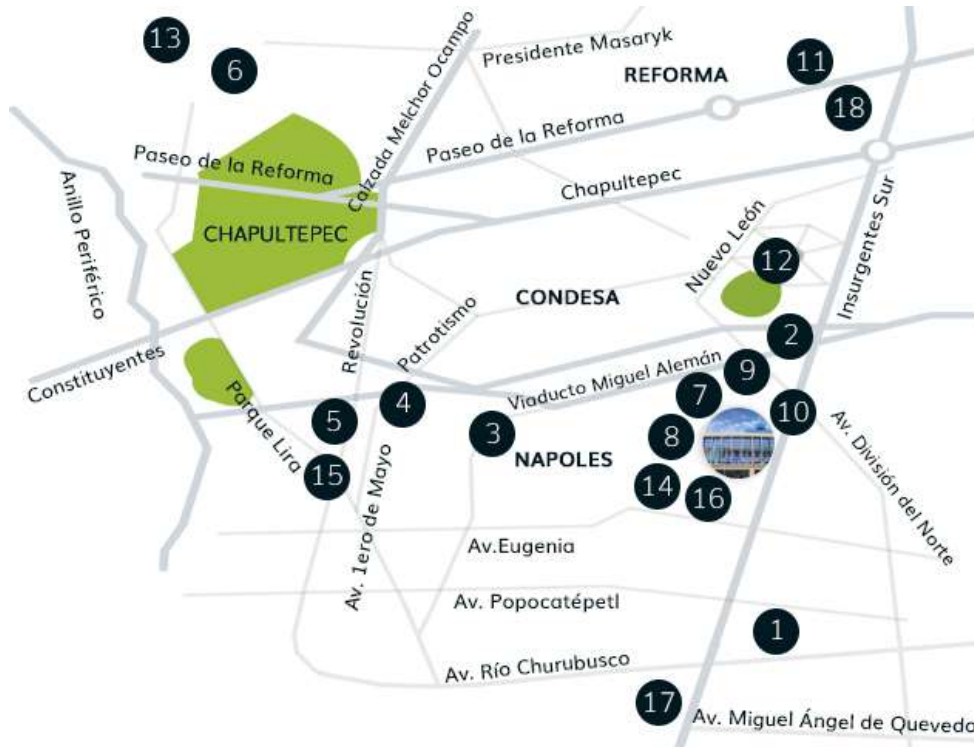 13
6
Presidente Masaryk
REFORMA
11
18
Calzada Melchor Ocampo
Paseo de la Reforma
Paseo de la Reforma
Chapultepec
Anillo Periférico
CHAPULTEPEC
Nuevo León
12
Insurgentes Sur
CONDESA
Revolución
Patrotismo
Constituyentes
2
Viaducto Miguel Alemán
9
7
10
4
5
3
8
Parque Lira
NAPOLES
Av. División del Norte
15
14
16
Av. 1ero de Mayo
Av.Eugenia
Av. Popocatépetl
1
Av. Río Churubusco
17
Av. Miguel Ángel de Quevedo